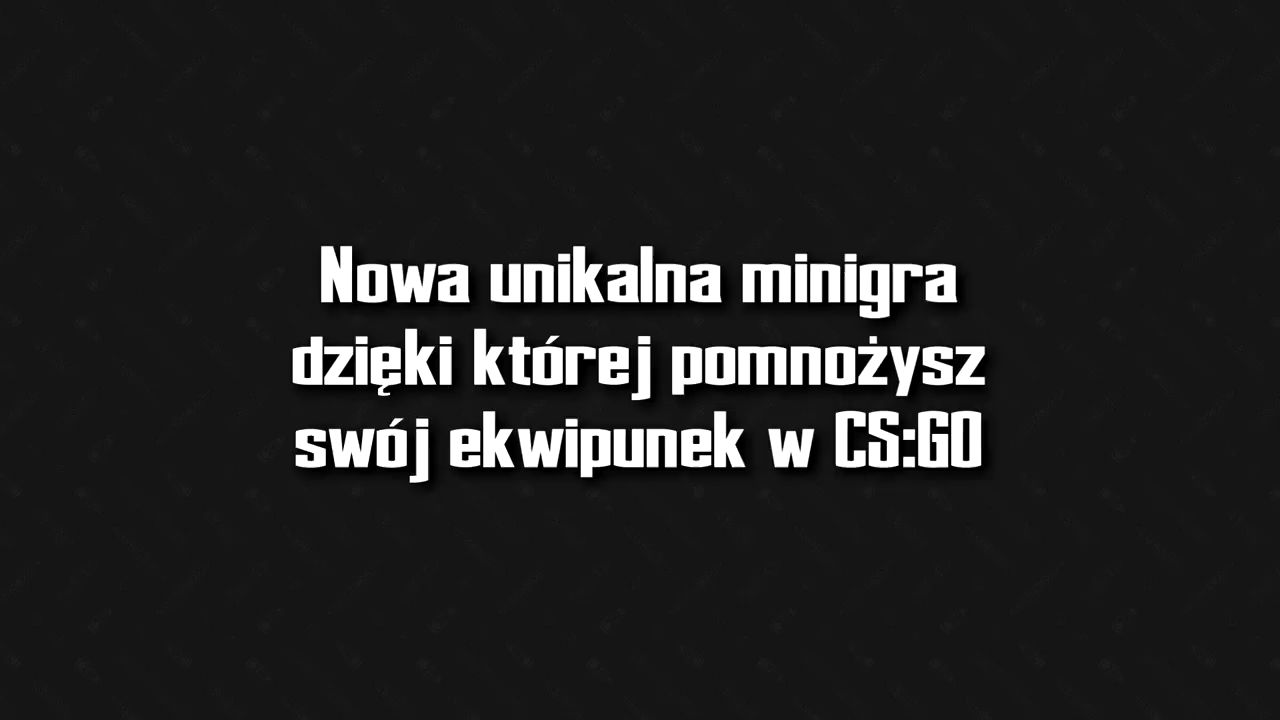 Nowa unikalna minigra
dzięki której pomnożysz
swój ekwipunek w CS:GO